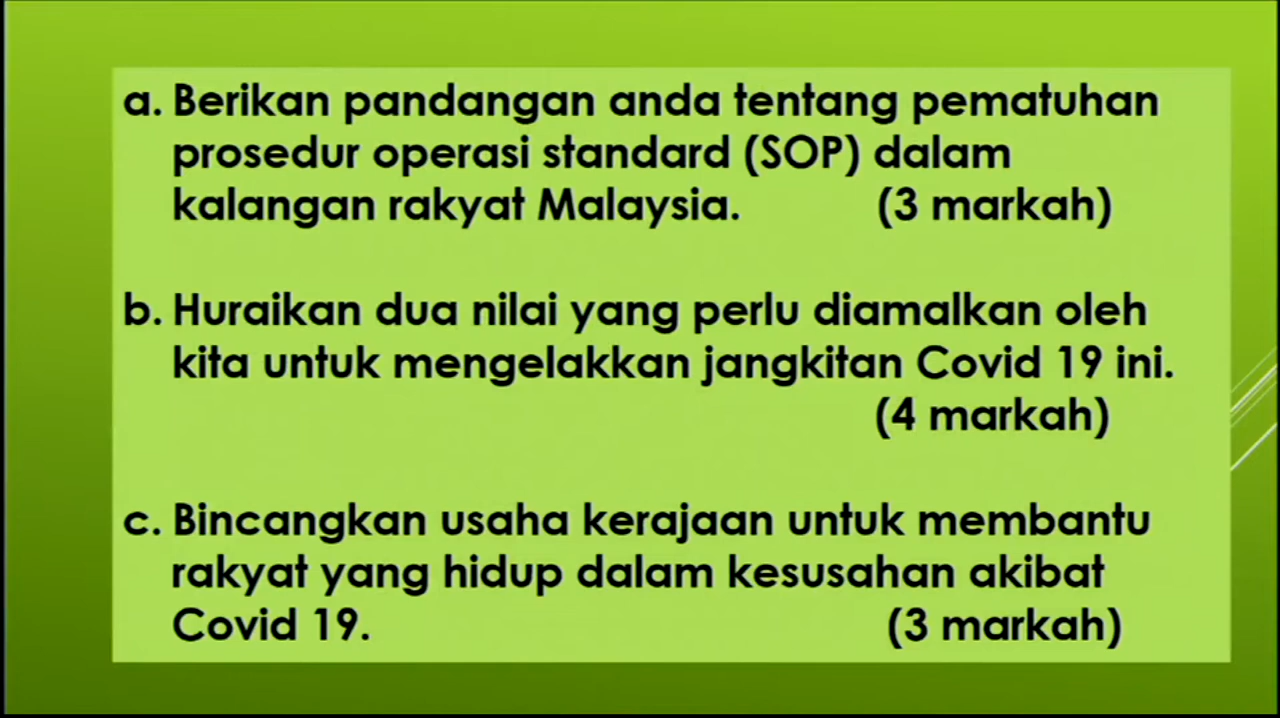 a. Berikan pandangan anda tentang pematuhan
prosedur operasi standard (SOP) dalam
kalangan rakyat Malaysia. (3 markah)
b. Huraikan dua nilai yang perlu diamalkan oleh
kita untuk mengelakkan jangkitan Covid 19 ini.
(4 markah)
c. Bincangkan usaha kerajaan untuk membantu
rakyat yang hidup dalam kesusahan akibat
Covid 19. (3 markah)